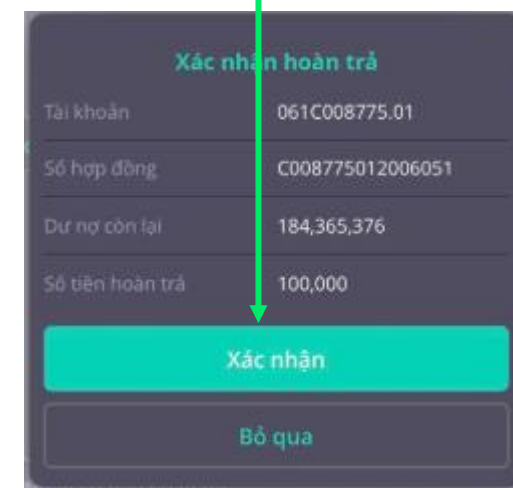 Xác nhận hoàn trả
Tài khoản 061C008775.01
Số hợp đồng C008775012006051
Dư nợ còn lại 184,365,376
Số tiền hoàn trả 100,000
Xác nhận
Bỏ qua